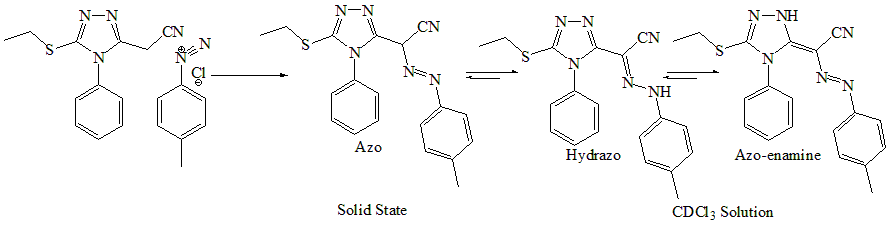 N N
S
N
CN
N
N
Cl
⊕
⊖
N N
S
N
CN
N
N
Azo
N N
S
N
CN
N
NH
Hydrazo
N NH
S
N
CN
N
N
Azo-enamine
Solid State
CDCl3 Solution